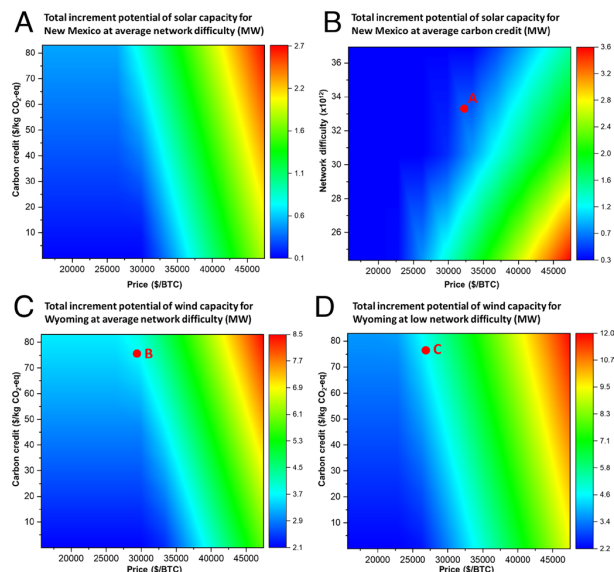 A Total increment potential of solar capacity for
New Mexico at average network difficulty (MW)
Carbon credit ($/kg CO₂-eq)
80
70
60
50
40
30
20
10
20000 25000 30000 35000 40000 45000
Price ($/BTC)
2.7
2.1
1.6
1.1
0.6
0.1
B Total increment potential of solar capacity for
New Mexico at average carbon credit (MW)
Network difficulty (x10¹²)
36
34
32
30
28
26
A
20000 25000 30000 35000 40000 45000
Price ($/BTC)
3.6
3.2
2.8
2.4
2.0
1.5
1.1
0.7
0.3
C Total increment potential of wind capacity for
Wyoming at average network difficulty (MW)
Carbon credit ($/kg CO₂-eq)
80
70
60
50
40
30
20
10
B
20000 25000 30000 35000 40000 45000
Price ($/BTC)
8.5
7.7
6.9
6.1
5.3
4.5
3.7
2.9
2.1
D Total increment potential of wind capacity for
Wyoming at low network difficulty (MW)
Carbon credit ($/kg CO₂-eq)
80
70
60
50
40
30
20
10
C
20000 25000 30000 35000 40000 45000
Price ($/BTC)
12.0
10.7
9.5
8.3
7.1
5.8
4.6
3.4
2.2